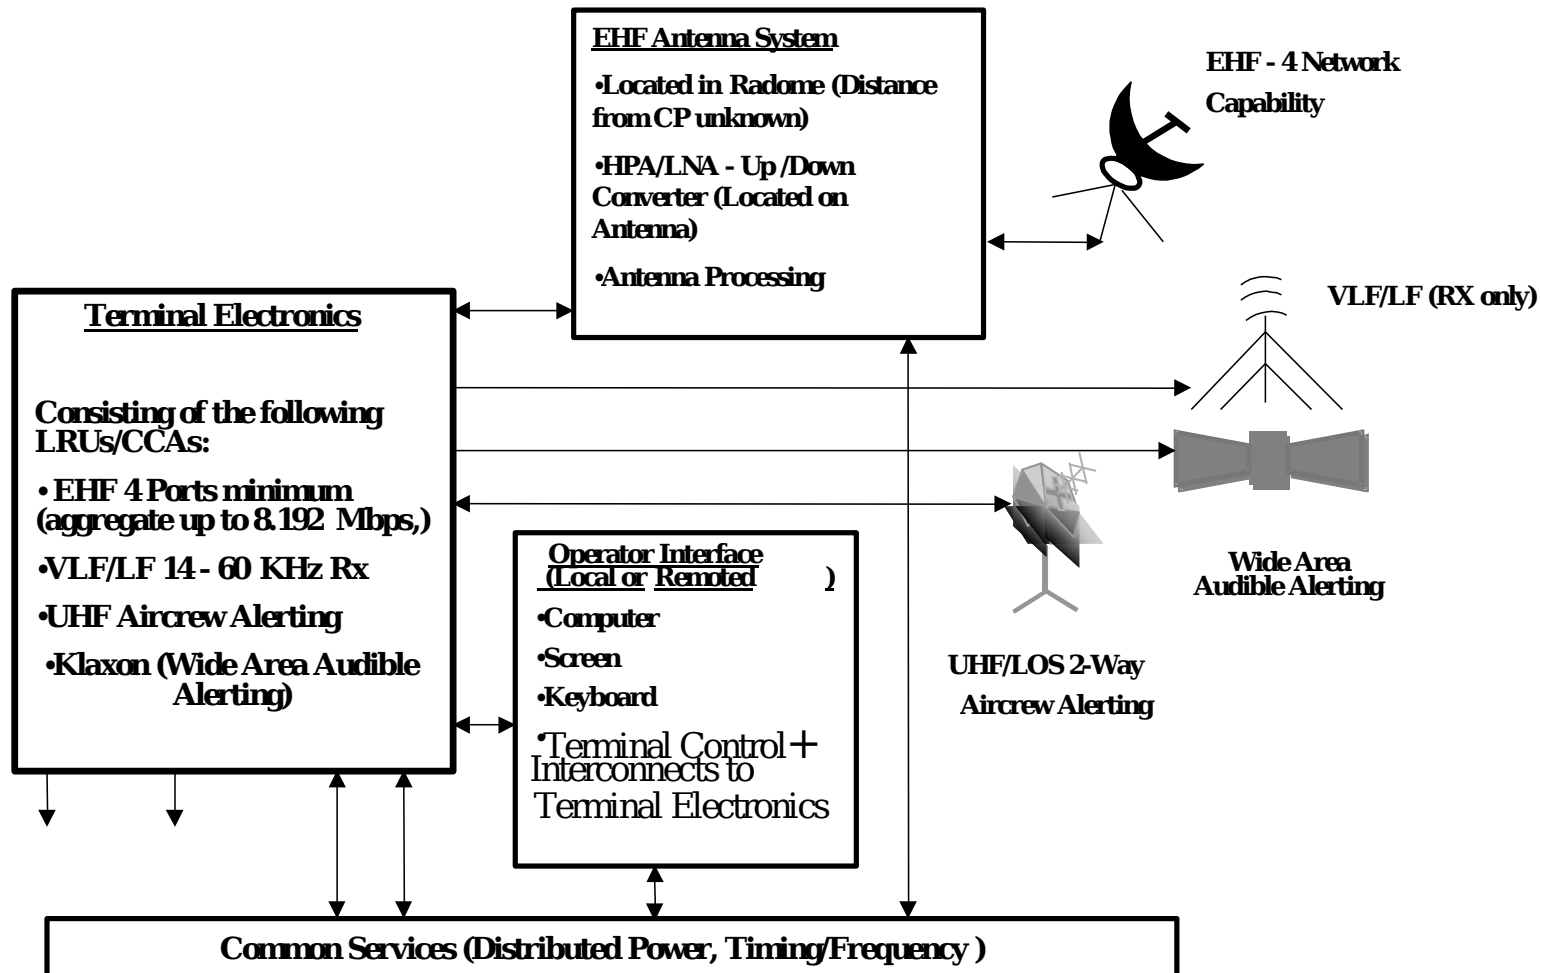 EHF Antenna System
•Located in Radome (Distance
from CP unknown)
•HPA/LNA - Up /Down
Converter (Located on
Antenna)
•Antenna Processing
EHF - 4 Network
Capability
VLF/LF (RX only)
Terminal Electronics
Consisting of the following
LRUs/CCAs:
• EHF 4 Ports minimum
(aggregate up to 8.192 Mbps,)
•VLF/LF 14 - 60 KHz Rx
•UHF Aircrew Alerting
•Klaxon (Wide Area Audible
Alerting)
Operator Interface
(Local or Remoted )
•Computer
•Screen
•Keyboard
•Terminal Control +
Interconnects to
Terminal Electronics
Wide Area
Audible Alerting
UHF/LOS 2-Way
Aircrew Alerting
Common Services (Distributed Power, Timing/Frequency )